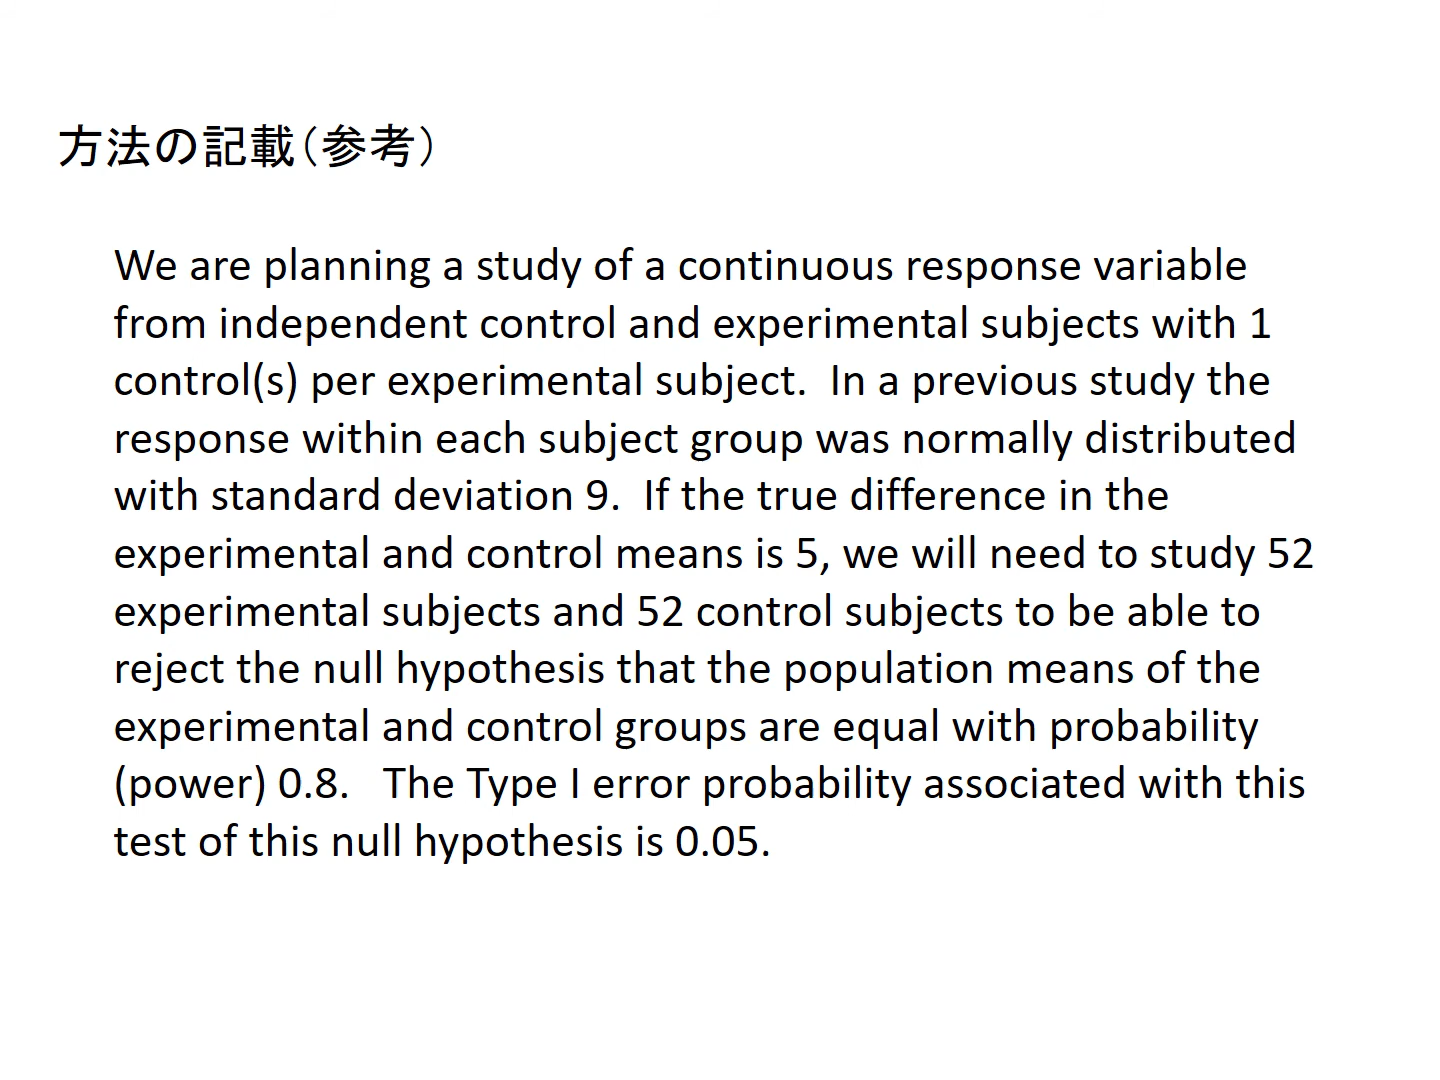 方法の記載（参考）
We are planning a study of a continuous response variable
from independent control and experimental subjects with 1
control(s) per experimental subject.  In a previous study the
response within each subject group was normally distributed
with standard deviation 9.  If the true difference in the
experimental and control means is 5, we will need to study 52
experimental subjects and 52 control subjects to be able to
reject the null hypothesis that the population means of the
experimental and control groups are equal with probability
(power) 0.8.   The Type I error probability associated with this
test of this null hypothesis is 0.05.